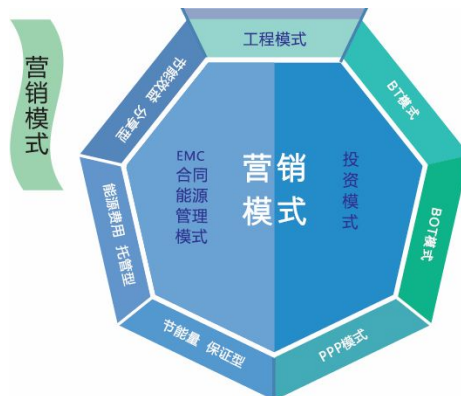 营销模式
工程模式
BT模式
BOT模式
PPP模式
节能量 保证型
能源费用 托管型
节能效益 分享型
EMC
合同
能源
管理
模式
营销
模式
投资模式